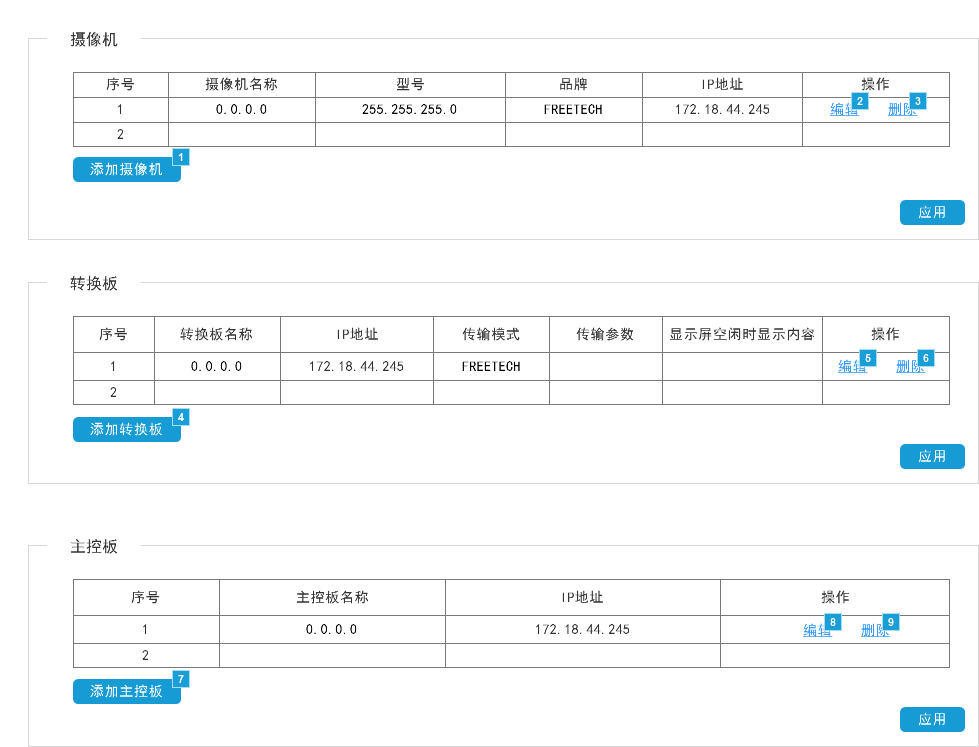 摄像机
序号 摄像机名称 型号 品牌 IP地址 操作
1 0.0.0.0 255.255.255.0 FREETECH 172.18.44.245 编辑 2 删除 3
2
添加摄像机 1
应用
转换板
序号 转换板名称 IP地址 传输模式 传输参数 显示屏空闲时显示内容 操作
1 0.0.0.0 172.18.44.245 FREETECH 编辑 5 删除 6
2
添加转换板 4
应用
主控板
序号 主控板名称 IP地址 操作
1 0.0.0.0 172.18.44.245 编辑 8 删除 9
2
添加主控板 7
应用